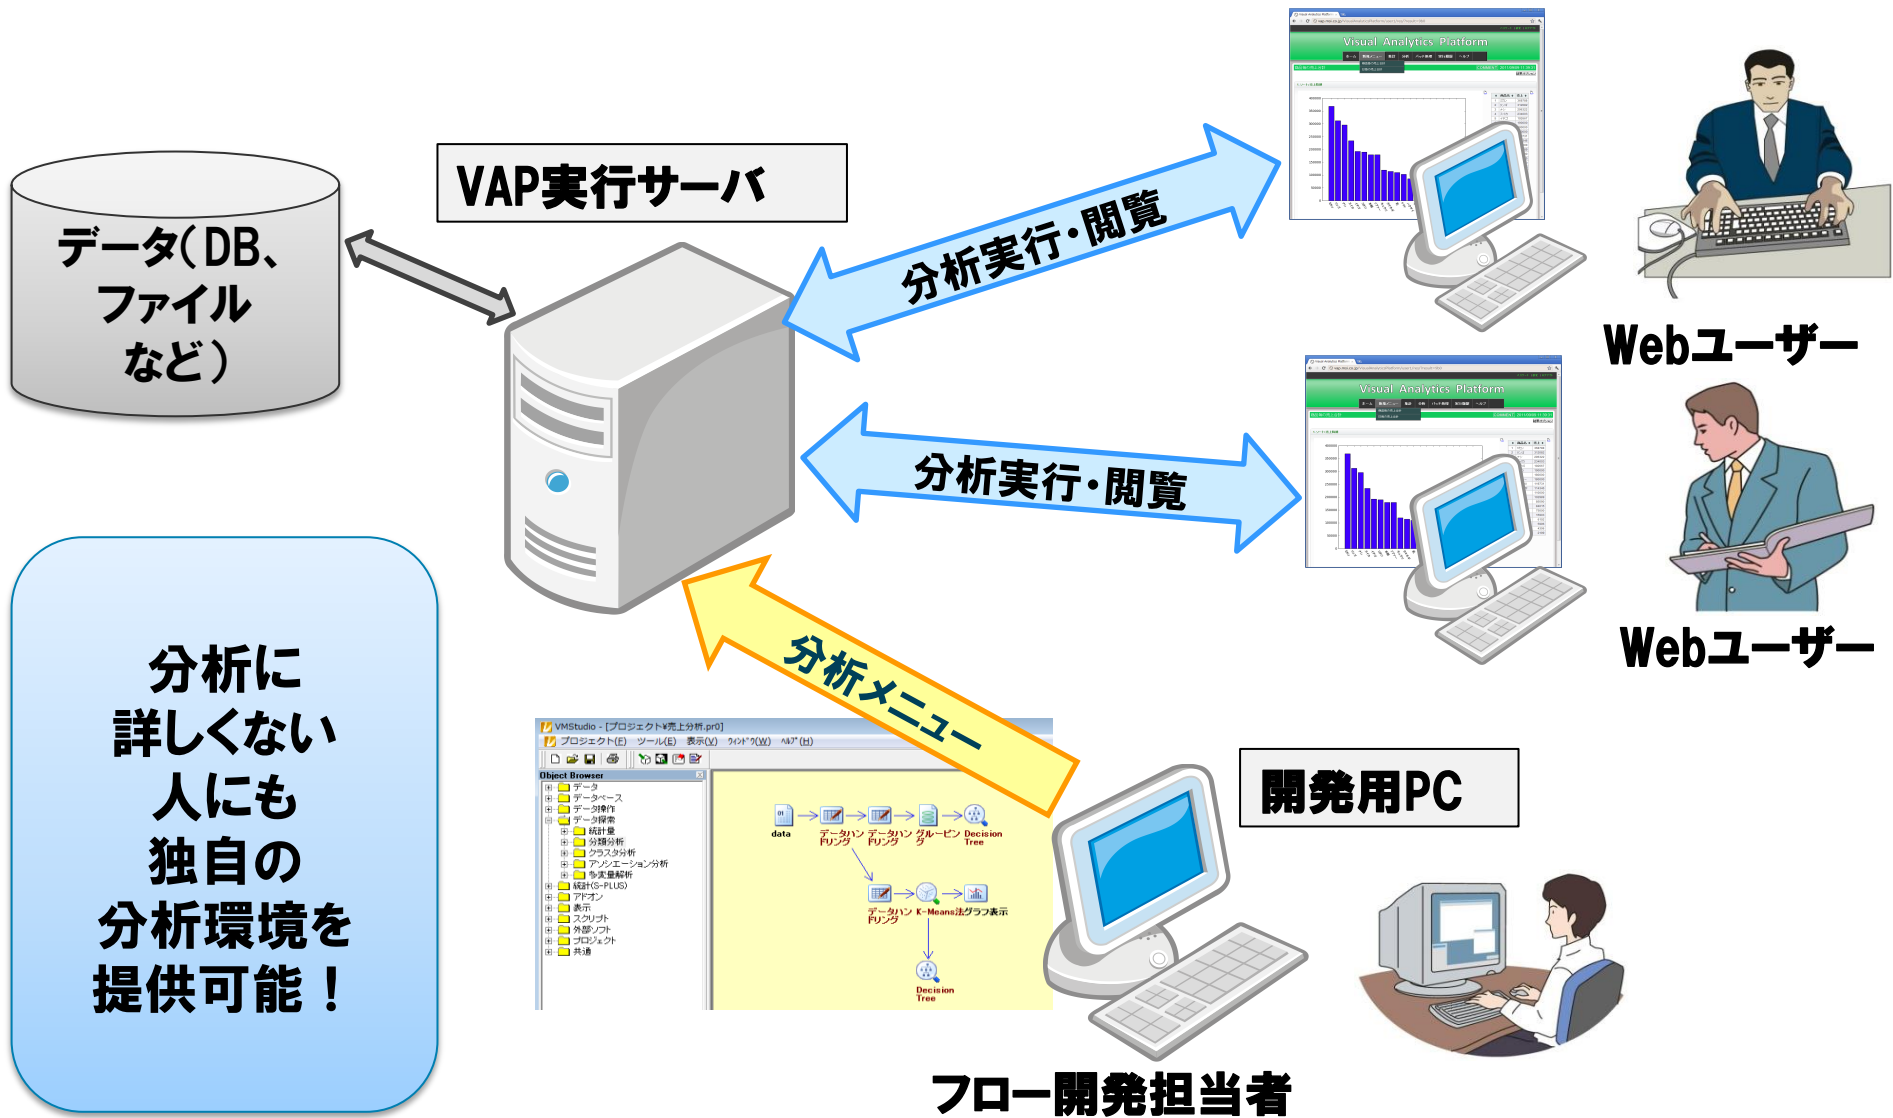 VAP実行サーバ
データ(DB、
ファイル
など)
分析実行・閲覧
Visual Analytics Platform
Webユーザー
分析実行・閲覧
Visual Analytics Platform
Webユーザー
分析に
詳しくない
人にも
独自の
分析環境を
提供可能！
分析メニュー
VMStudio - [プロジェクト¥売上分析.pr0]
プロジェクト(F) ツール(E) 表示(V) ウィンドウ(W) ヘルプ(H)
Object Browser
データ
データベース
データ操作
データ探索
統計量
分類分析
クラスタ分析
アソシエーション分析
多変量解析
統計(S-PLUS)
アドオン
表示
スクリプト
外部ソフト
プロジェクト
共通
data
データハン
ドリング
データハン
ドリング
グルーピン
グ
Decision
Tree
データハン
ドリング
K-Means法
グラフ表示
Decision
Tree
開発用PC
フロー開発担当者